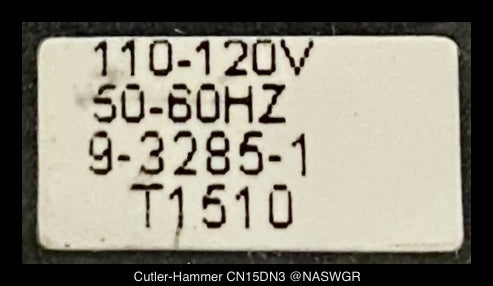 110-120V
50-60HZ
9-3285-1
T1510
Cutler-Hammer CN15DN3 @NASWGR